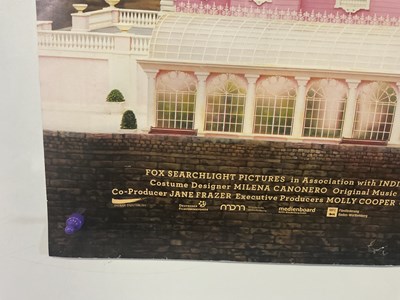 FOX SEARCHLIGHT PICTURES in Association with INDI
Costume Designer MILENA CANONERO Original Music
Co-Producer JANE FRAZER Executive Producers MOLLY COOPER
medienboard